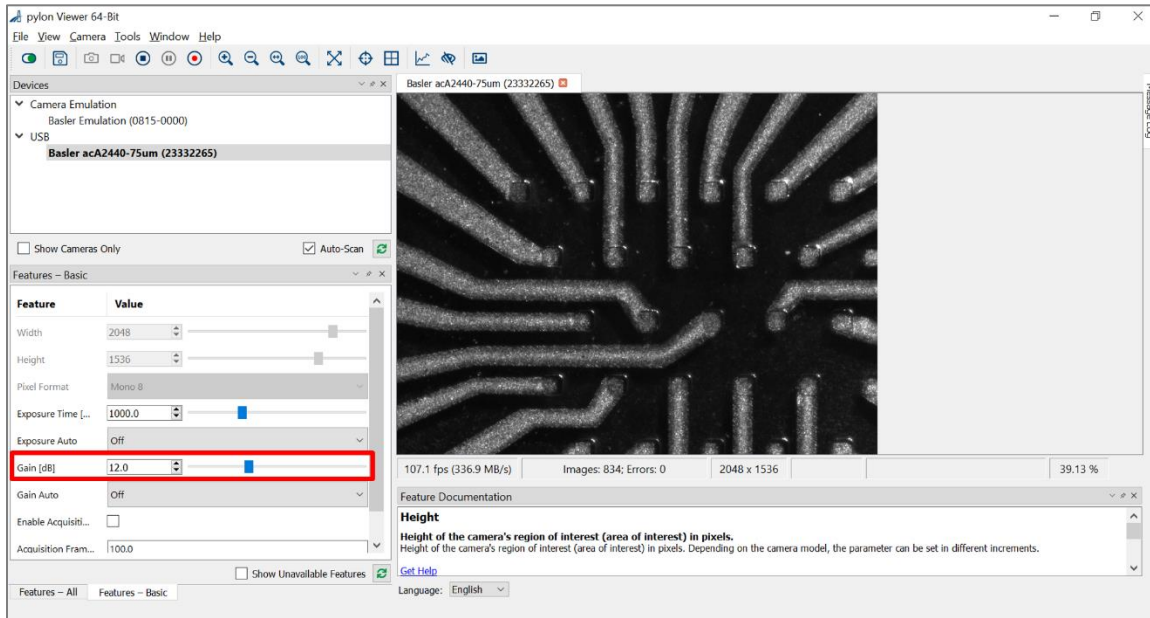 pylon Viewer 64-Bit
File View Camera Tools Window Help
Devices
Camera Emulation
Basler Emulation (0815-0000)
USB
Basler acA2440-75um (23332265)
Show Cameras Only Auto-Scan
Features – Basic
Feature Value
Width 2048
Height 1536
Pixel Format Mono 8
Exposure Time [... 1000.0
Exposure Auto Off
Gain [dB] 12.0
Gain Auto Off
Enable Acquisiti...
Acquisition Fram... 100.0
Show Unavailable Features
Features – All Features – Basic
Basler acA2440-75um (23332265)
107.1 fps (336.9 MB/s) Images: 834; Errors: 0 2048 x 1536 39.13 %
Feature Documentation
Height
Height of the camera's region of interest (area of interest) in pixels.
Height of the camera's region of interest (area of interest) in pixels. Depending on the camera model, the parameter can be set in different increments.
Get Help
Language: English
Message Log